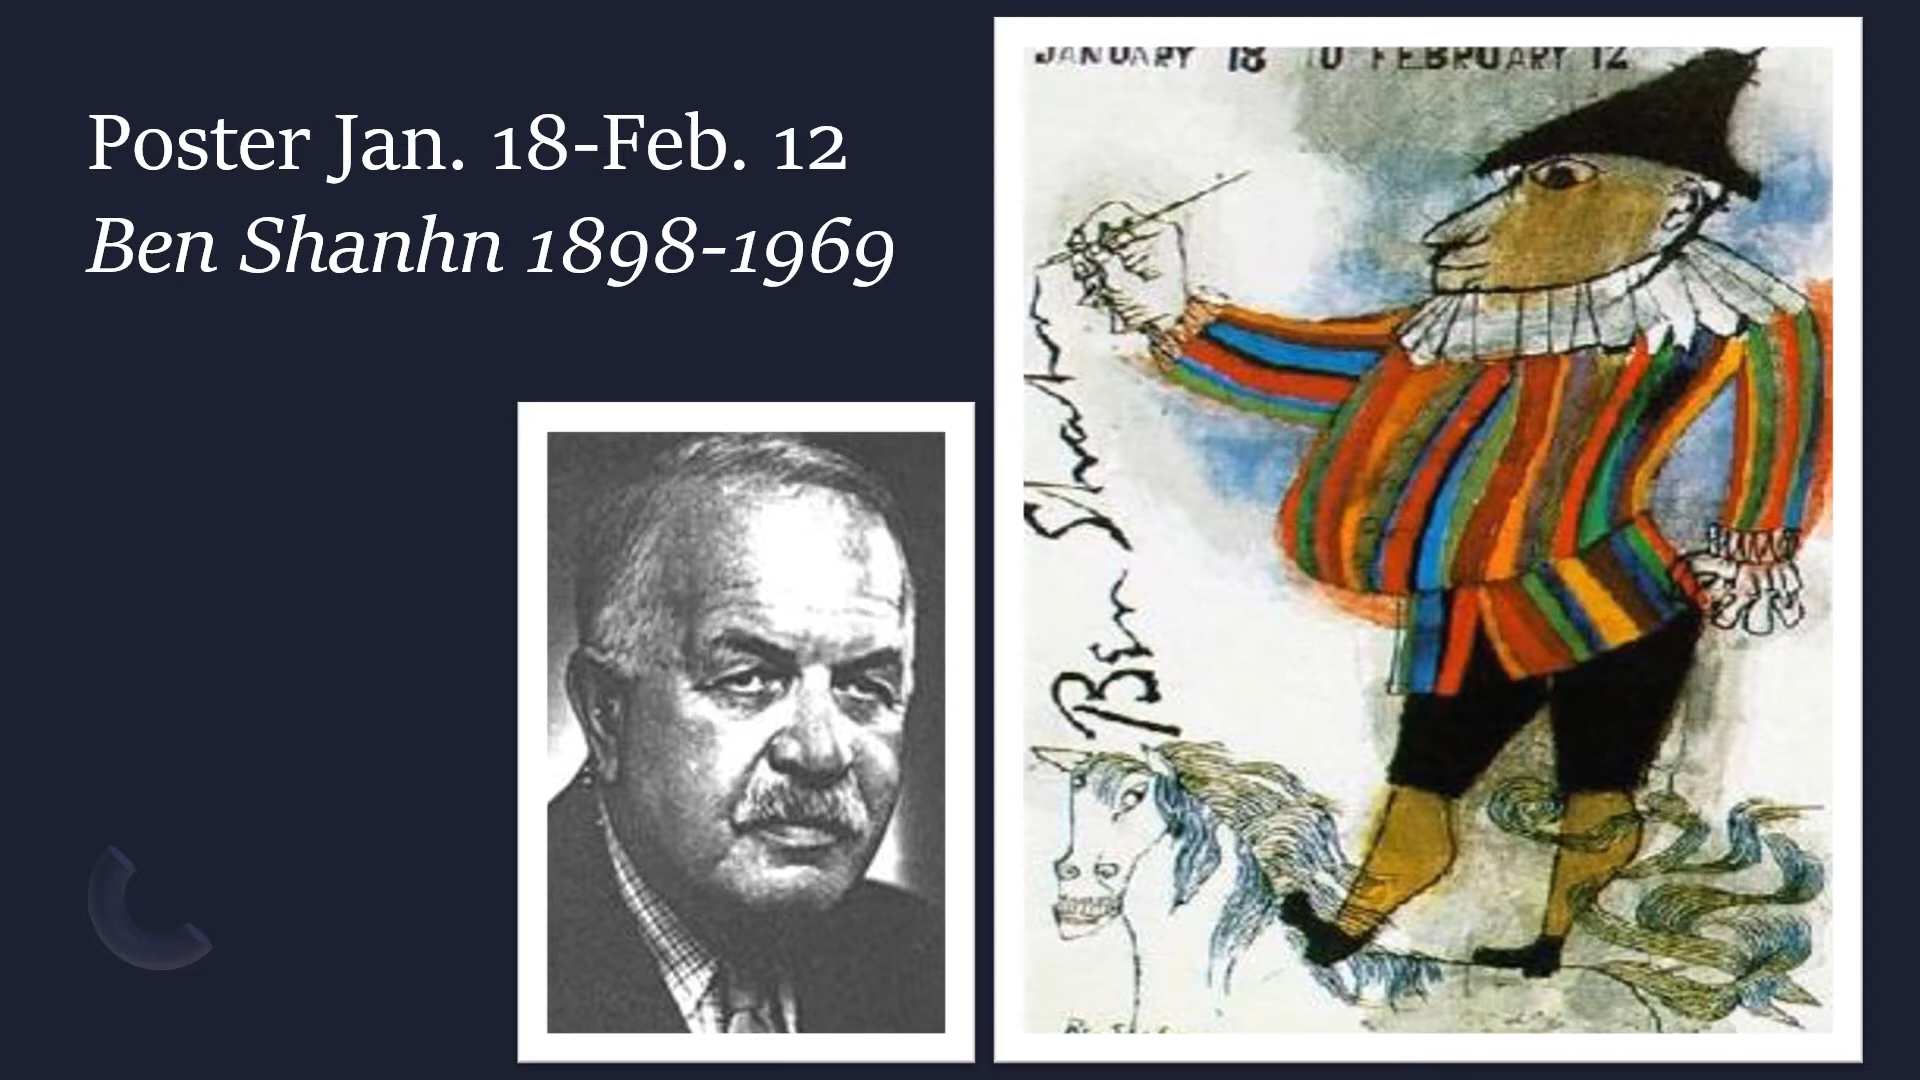 Poster Jan. 18-Feb. 12
Ben Shanhn 1898-1969
JANUARY 18 TO FEBRUARY 12
Ben Shahn